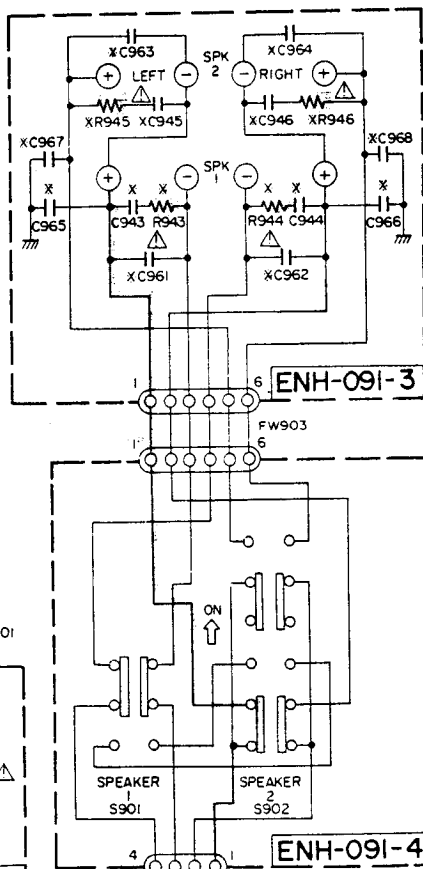 XC963
SPK
2
XC964
+ LEFT −
− RIGHT +
XR945
XC945
XC946
XR946
XC967
XC968
SPK
1
+ −
− +
X
C965
X X
C943 R943
X X
R944 C944
X
C966
XC961
XC962
1 6
ENH-091-3
FW903
1 6
ON
01
SPEAKER
1
S901
SPEAKER
2
S902
4 1
ENH-091-4